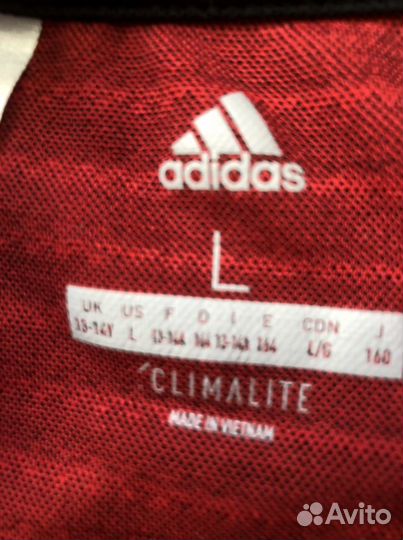 adidas
L
UK US F D I E CDN J
13-14Y L 13-14A 164 13-14A 164 L/G 160
CLIMALITE
MADE IN VIETNAM
Avito